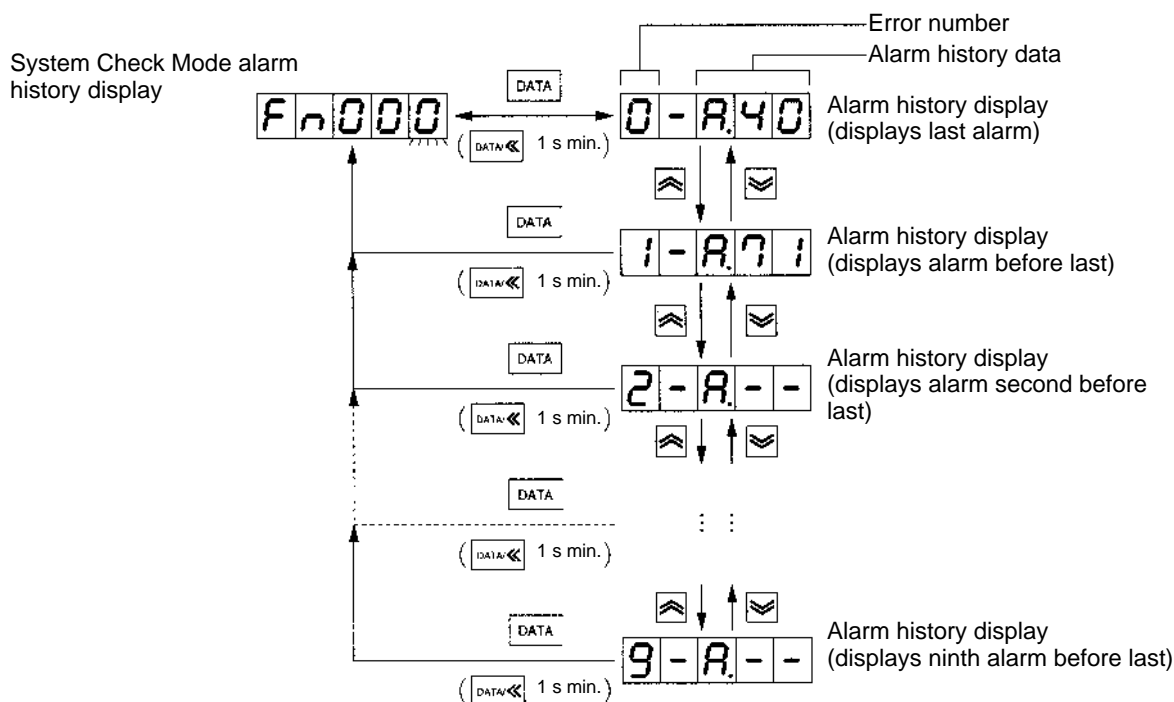 Error number
Alarm history data
System Check Mode alarm
history display
DATA
Fn000
0-A.40
Alarm history display
(displays last alarm)
(DATA/≪ 1 s min.)
DATA
1-A.71
Alarm history display
(displays alarm before last)
(DATA/≪ 1 s min.)
DATA
2-A.--
Alarm history display
(displays alarm second before
last)
(DATA/≪ 1 s min.)
DATA
(DATA/≪ 1 s min.)
DATA
9-A.--
Alarm history display
(displays ninth alarm before last)
(DATA/≪ 1 s min.)